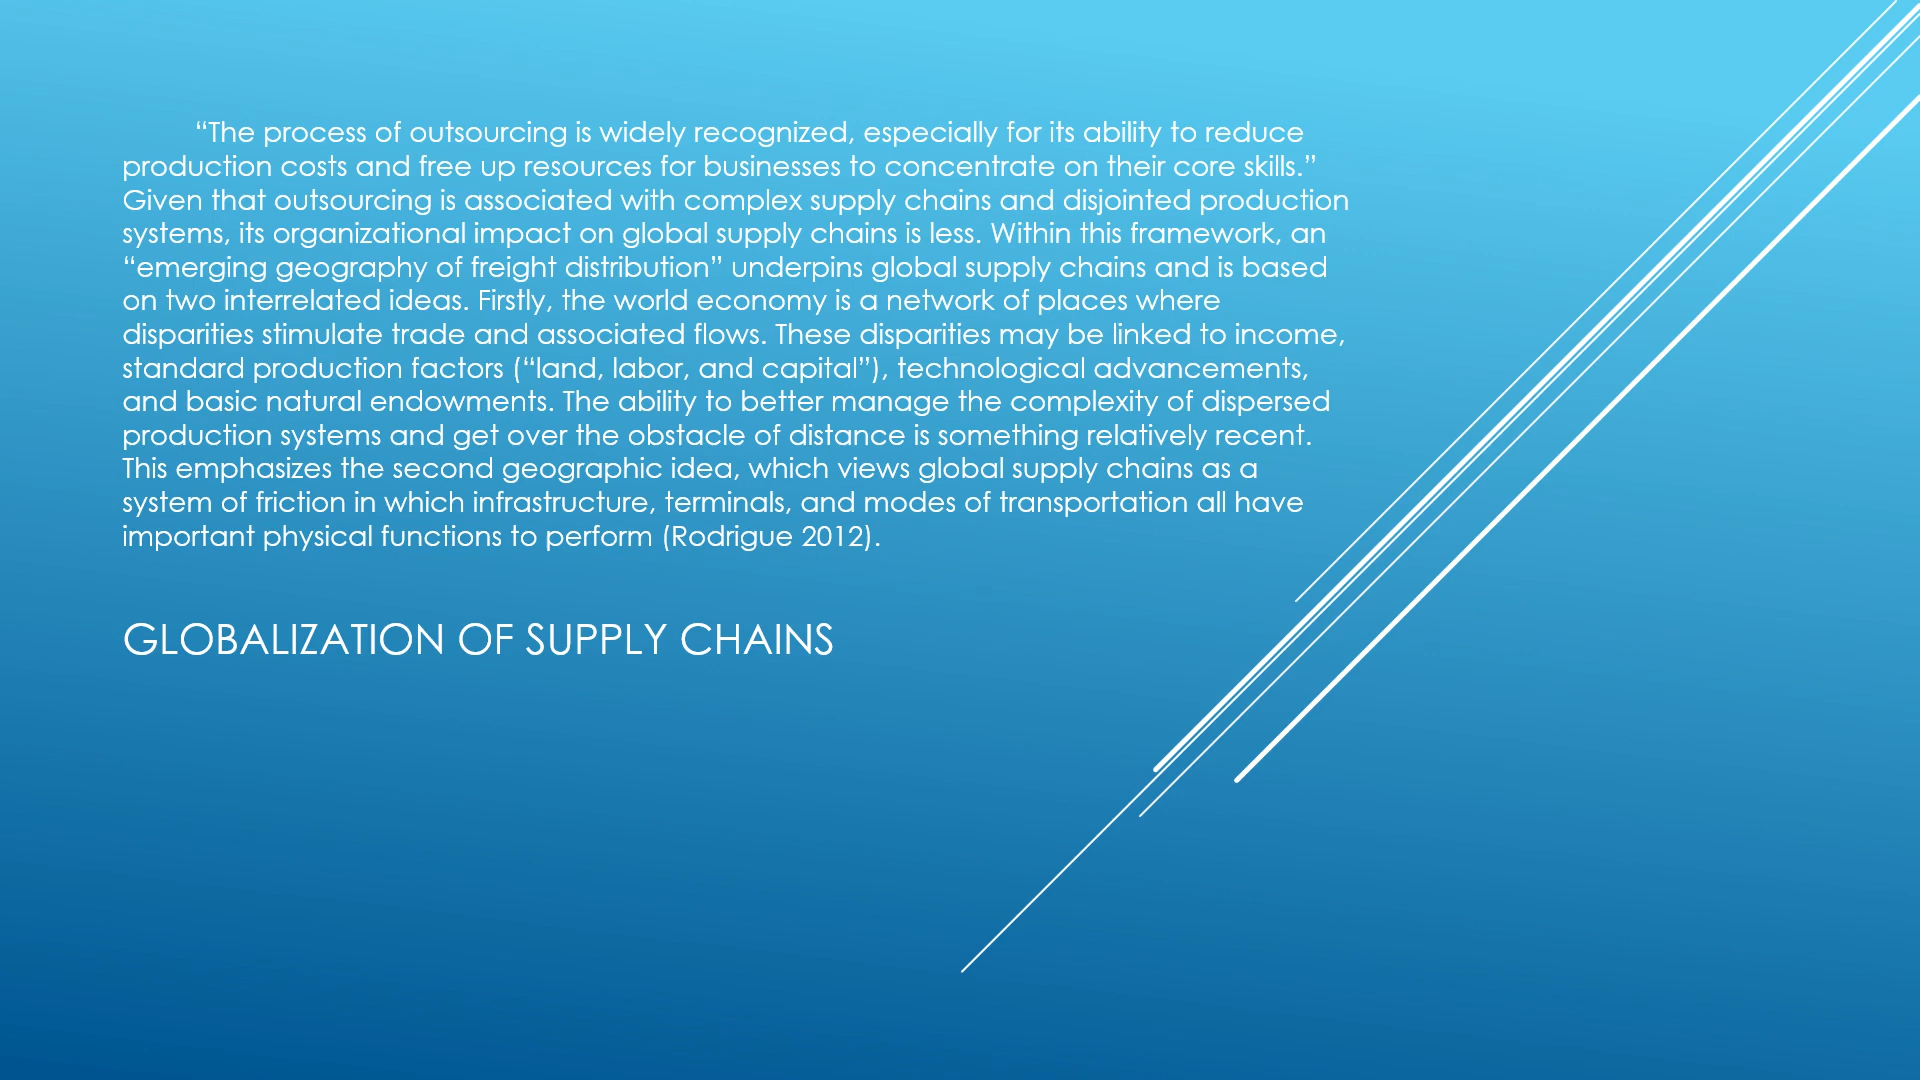 “The process of outsourcing is widely recognized, especially for its ability to reduce
production costs and free up resources for businesses to concentrate on their core skills.”
Given that outsourcing is associated with complex supply chains and disjointed production
systems, its organizational impact on global supply chains is less. Within this framework, an
“emerging geography of freight distribution” underpins global supply chains and is based
on two interrelated ideas. Firstly, the world economy is a network of places where
disparities stimulate trade and associated flows. These disparities may be linked to income,
standard production factors (“land, labor, and capital”), technological advancements,
and basic natural endowments. The ability to better manage the complexity of dispersed
production systems and get over the obstacle of distance is something relatively recent.
This emphasizes the second geographic idea, which views global supply chains as a
system of friction in which infrastructure, terminals, and modes of transportation all have
important physical functions to perform (Rodrigue 2012).
GLOBALIZATION OF SUPPLY CHAINS